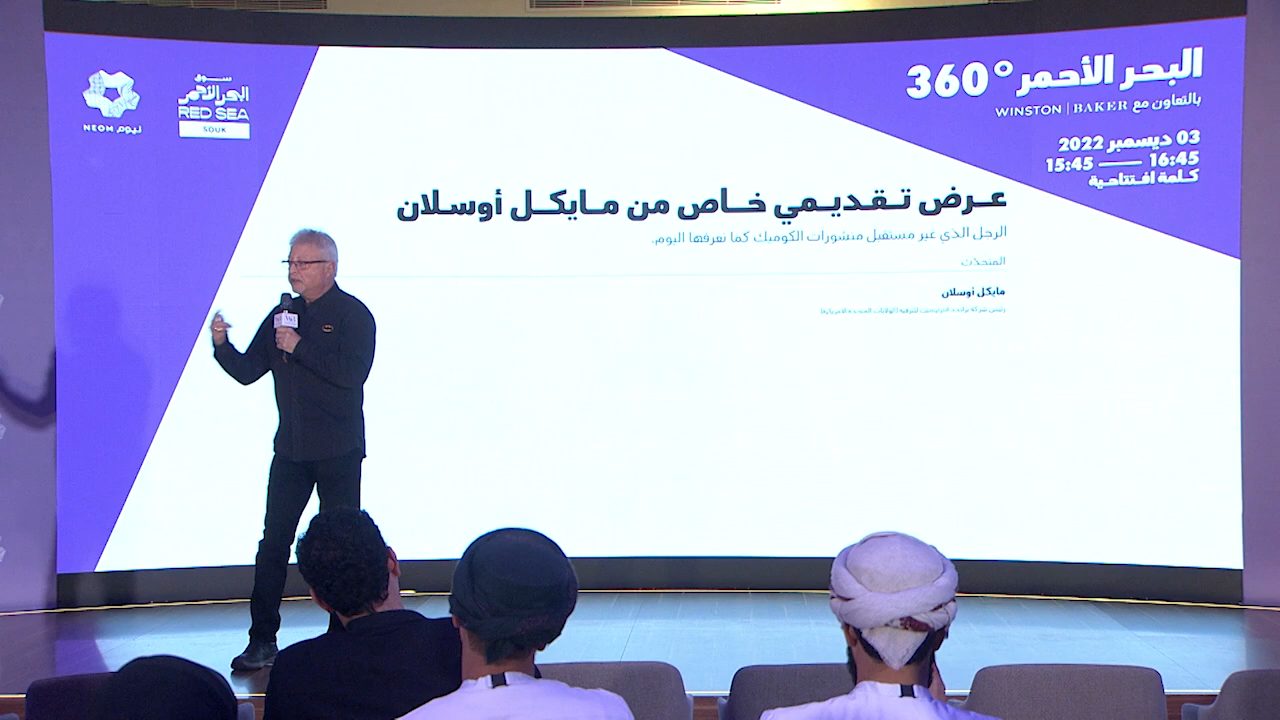 البحر الأحمر °360
بالتعاون مع WINSTON | BAKER
03 ديسمبر 2022
15:45 —— 16:45
كلمة افتتاحية
NEOM نيوم
سوق
البحر الأحمر
RED SEA
SOUK
عرض تقديمي خاص من مايكل أوسلان
الرجل الذي غير مستقبل منشورات الكوميك كما نعرفها اليوم.
المتحدث
مايكل أوسلان